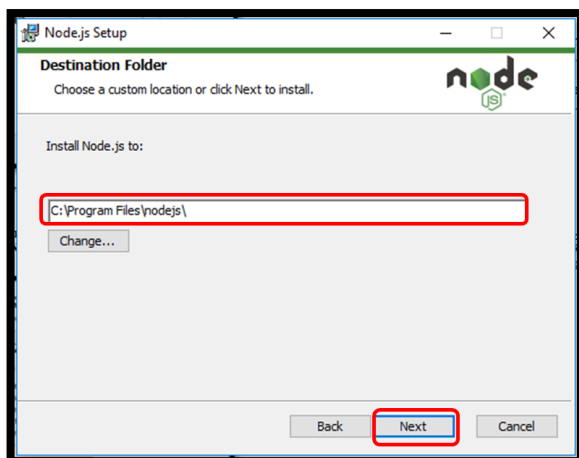 Node.js Setup
Destination Folder
Choose a custom location or click Next to install.
node
JS
Install Node.js to:
C:\Program Files\nodejs\
Change...
Back Next Cancel